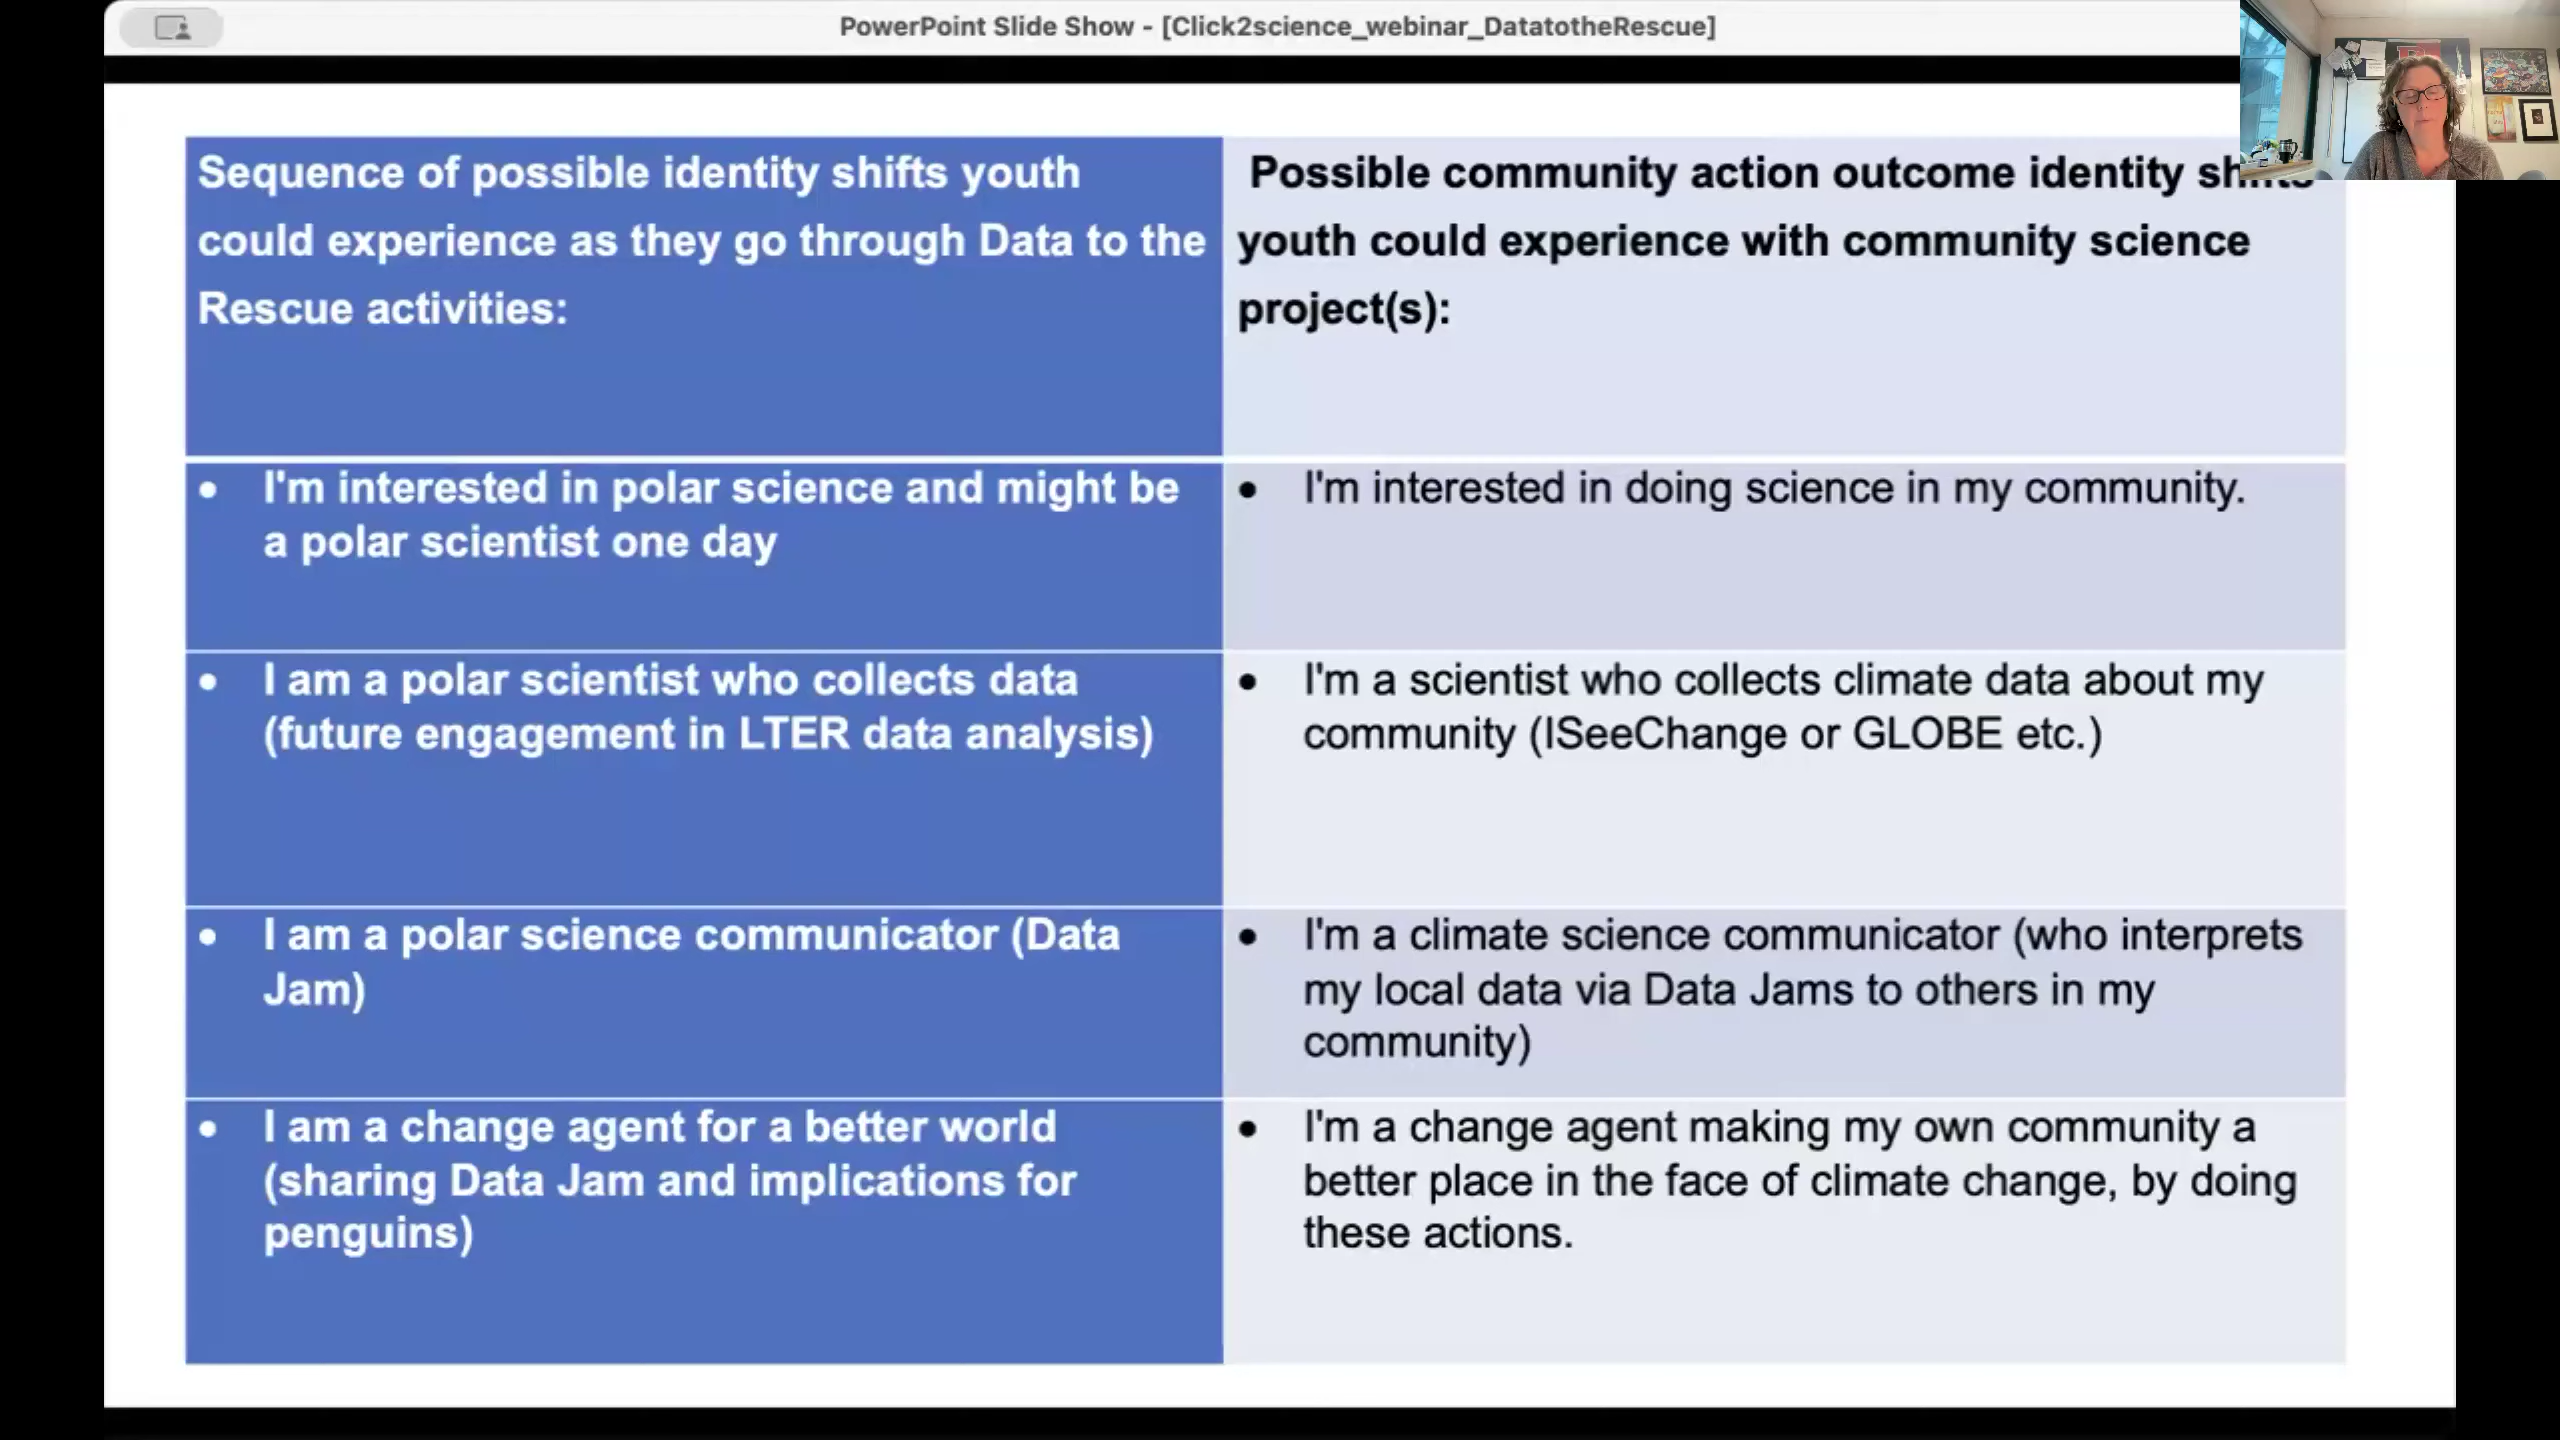 PowerPoint Slide Show - [Click2science_webinar_DatatotheRescue]
Sequence of possible identity shifts youth
could experience as they go through Data to the
Rescue activities:
Possible community action outcome identity shifts
youth could experience with community science
project(s):
• I'm interested in polar science and might be
a polar scientist one day
• I'm interested in doing science in my community.
• I am a polar scientist who collects data
(future engagement in LTER data analysis)
• I'm a scientist who collects climate data about my
community (ISeeChange or GLOBE etc.)
• I am a polar science communicator (Data
Jam)
• I'm a climate science communicator (who interprets
my local data via Data Jams to others in my
community)
• I am a change agent for a better world
(sharing Data Jam and implications for
penguins)
• I'm a change agent making my own community a
better place in the face of climate change, by doing
these actions.